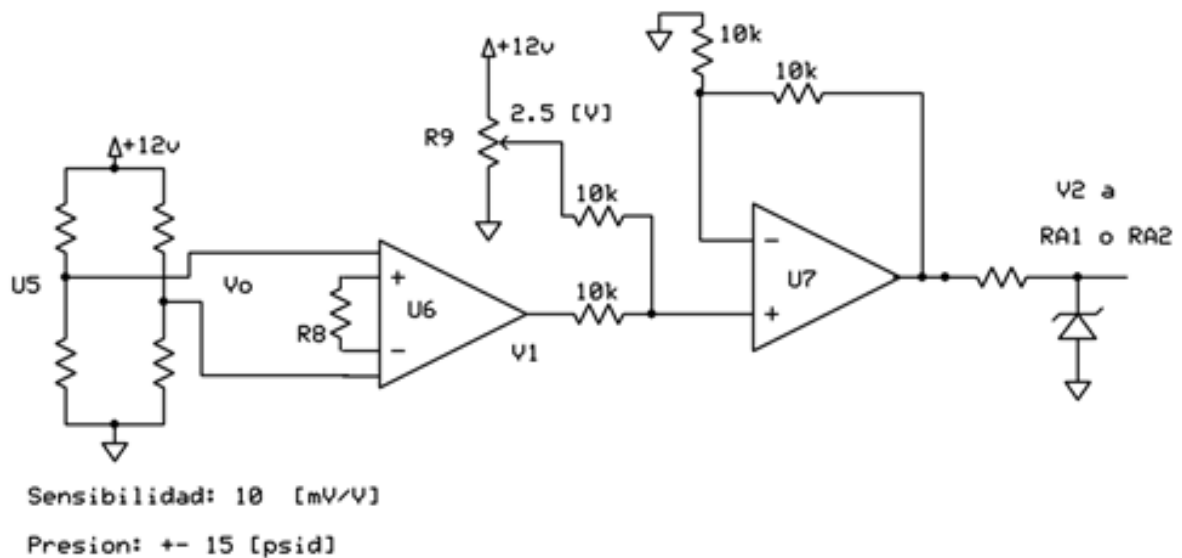 10k
+12v
10k
2.5 [V]
R9
+12v
10k
V2 a
RA1 o RA2
-
U7
U5
Vo
+
U6
10k
+
R8
-
V1
Sensibilidad: 10 [mV/V]
Presion: +- 15 [psid]